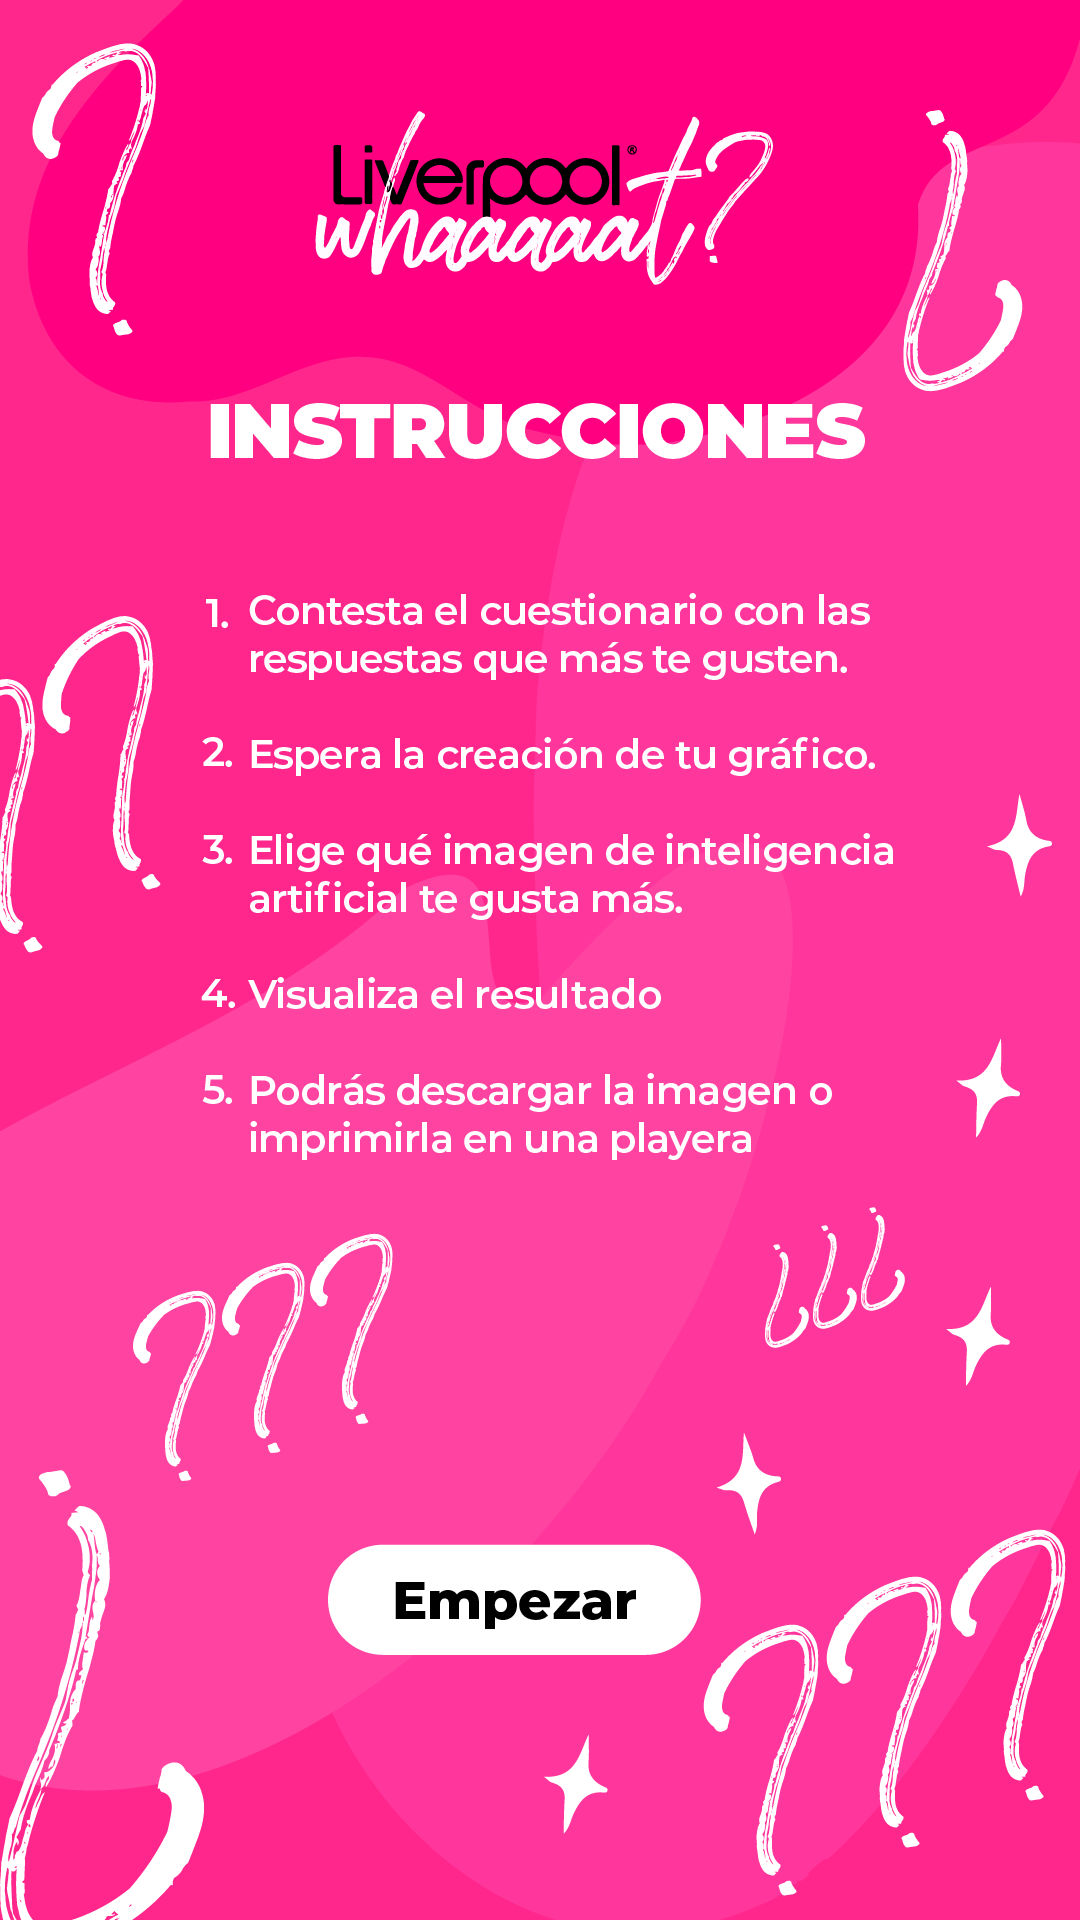 Liverpool®
whaaaaat?
INSTRUCCIONES
1. Contesta el cuestionario con las
respuestas que más te gusten.
2. Espera la creación de tu gráfico.
3. Elige qué imagen de inteligencia
artificial te gusta más.
4. Visualiza el resultado
5. Podrás descargar la imagen o
imprimirla en una playera
Empezar